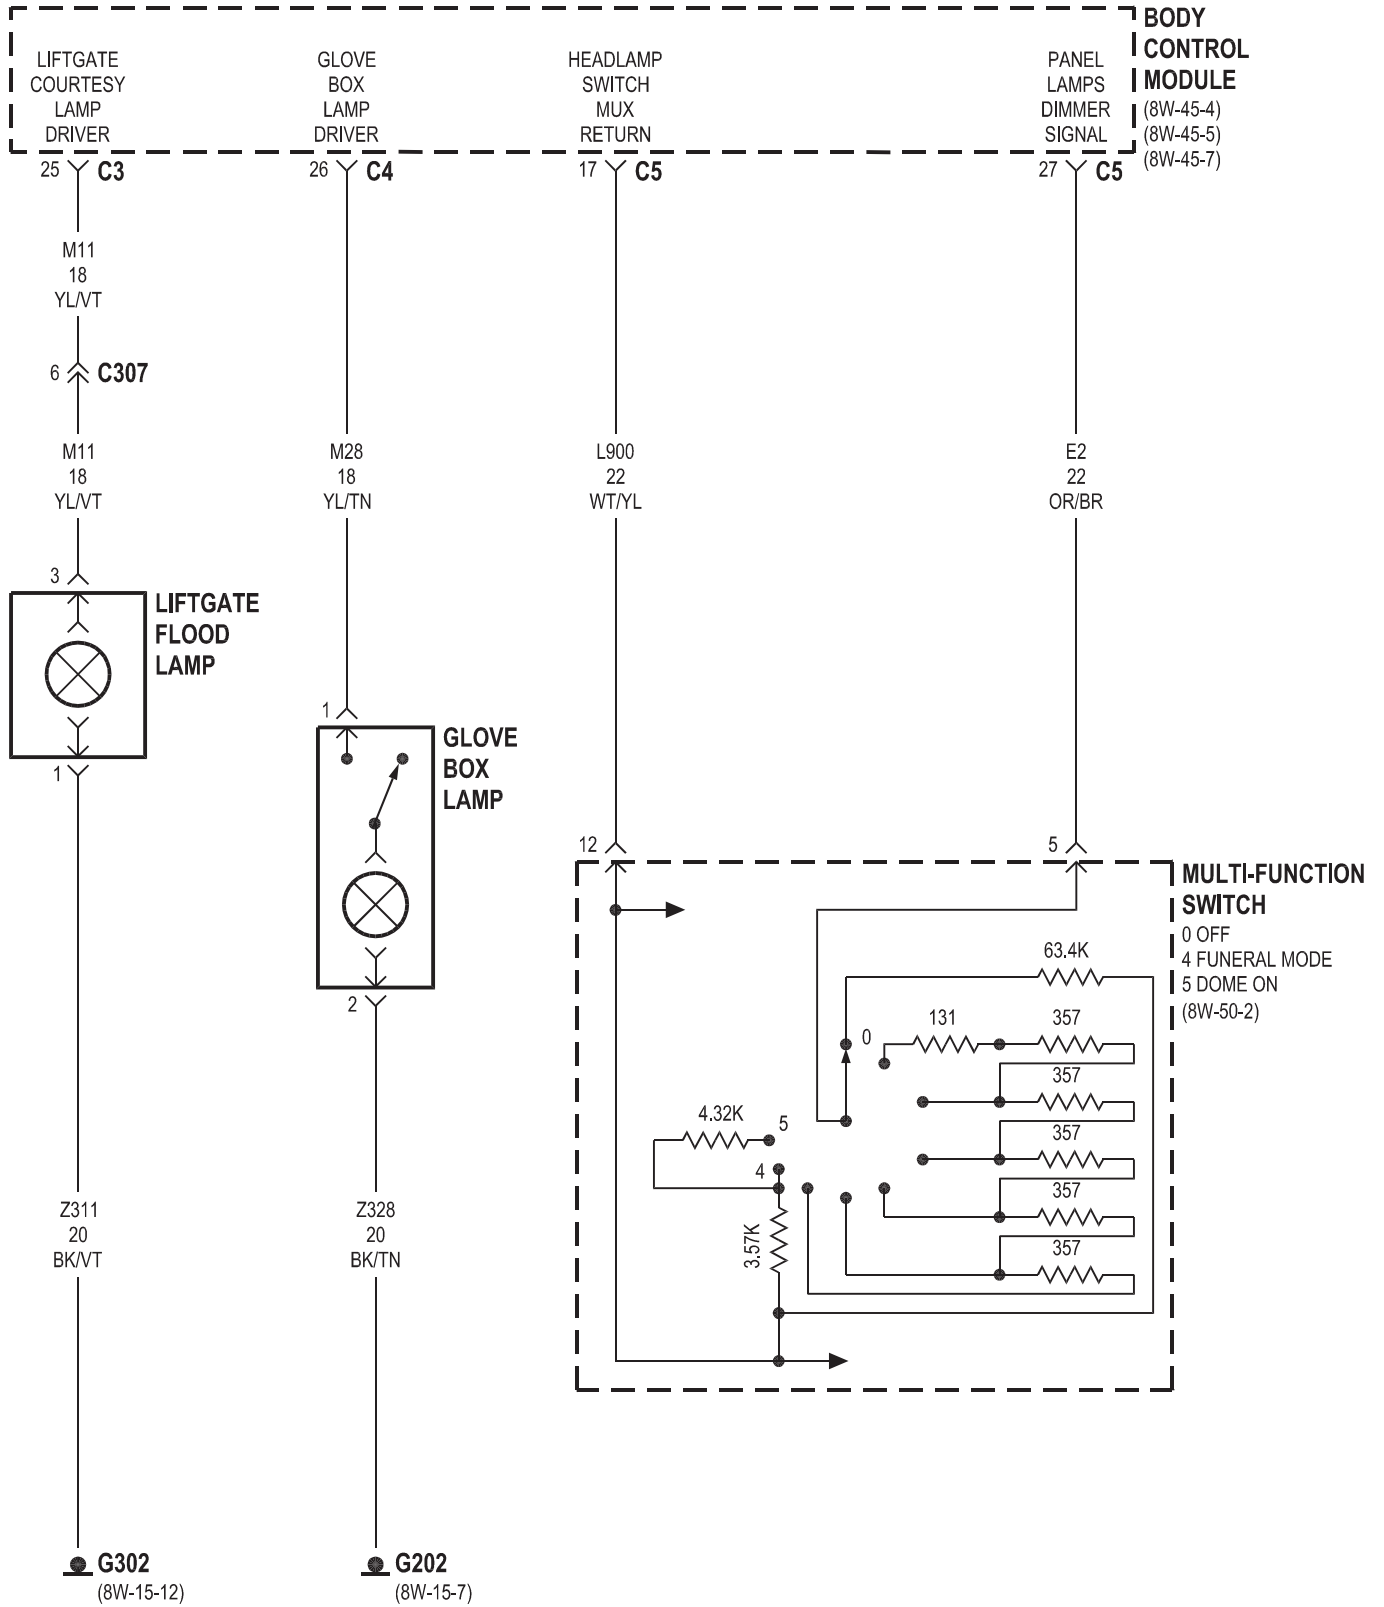 BODY
CONTROL
MODULE
(8W-45-4)
(8W-45-5)
(8W-45-7)
LIFTGATE
COURTESY
LAMP
DRIVER
GLOVE
BOX
LAMP
DRIVER
HEADLAMP
SWITCH
MUX
RETURN
PANEL
LAMPS
DIMMER
SIGNAL
25 C3
26 C4
17 C5
27 C5
M11
18
YL/VT
6 C307
M11
18
YL/VT
M28
18
YL/TN
L900
22
WT/YL
E2
22
OR/BR
3
LIFTGATE
FLOOD
LAMP
1
1
GLOVE
BOX
LAMP
2
12
5
MULTI-FUNCTION
SWITCH
0 OFF
4 FUNERAL MODE
5 DOME ON
(8W-50-2)
63.4K
0
131
357
357
357
357
357
4.32K
5
4
3.57K
Z311
20
BK/VT
Z328
20
BK/TN
G302
(8W-15-12)
G202
(8W-15-7)